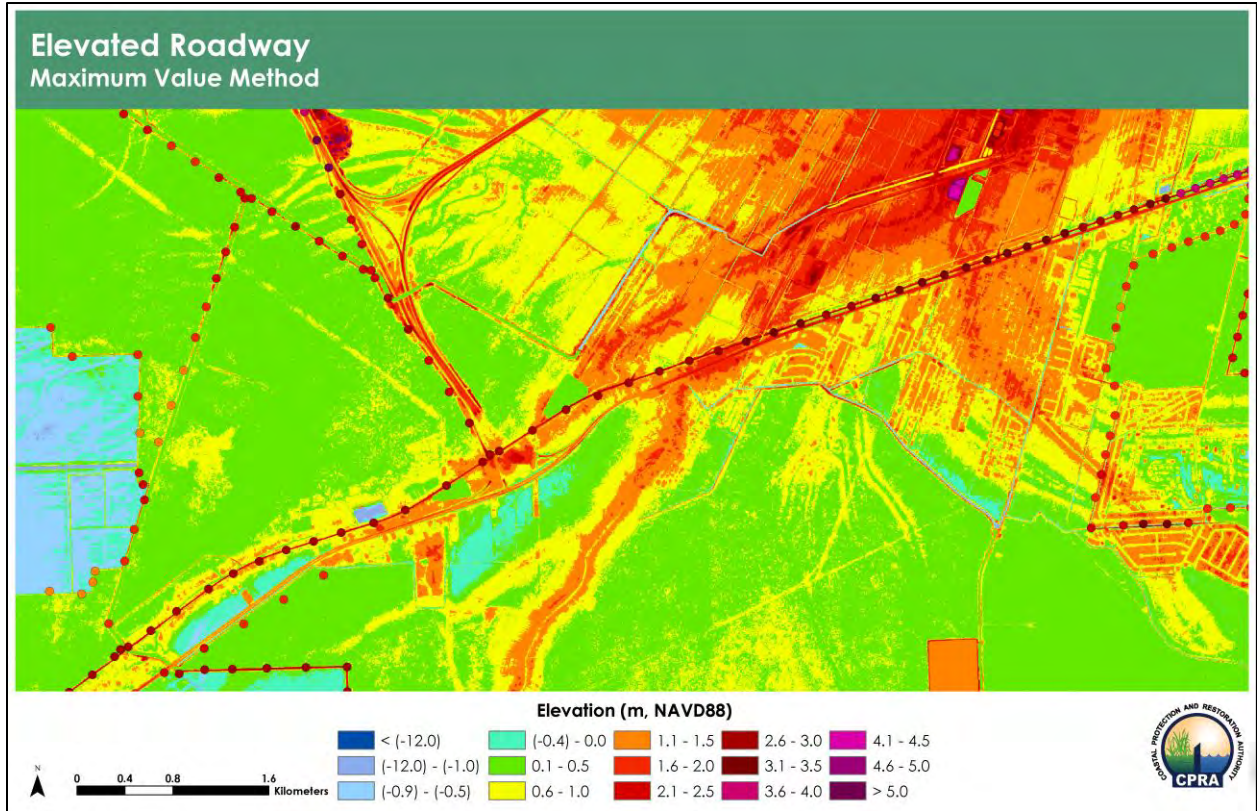 Elevated Roadway
Maximum Value Method
Elevation (m, NAVD88)
< (-12.0)
(-12.0) - (-1.0)
(-0.9) - (-0.5)
(-0.4) - 0.0
0.1 - 0.5
0.6 - 1.0
1.1 - 1.5
1.6 - 2.0
2.1 - 2.5
2.6 - 3.0
3.1 - 3.5
3.6 - 4.0
4.1 - 4.5
4.6 - 5.0
> 5.0
N
0 0.4 0.8 1.6
Kilometers
COASTAL PROTECTION AND RESTORATION AUTHORITY
CPRA